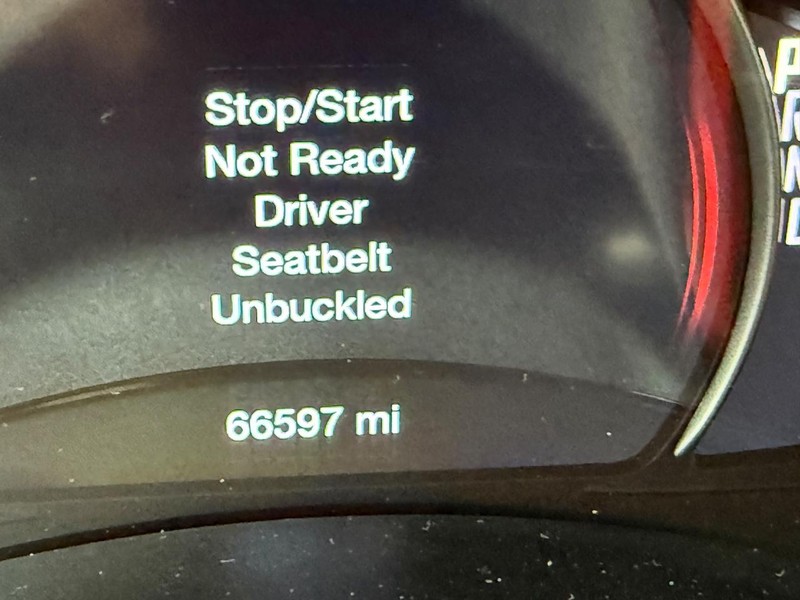 Stop/Start
Not Ready
Driver
Seatbelt
Unbuckled
66597 mi
P
R
N